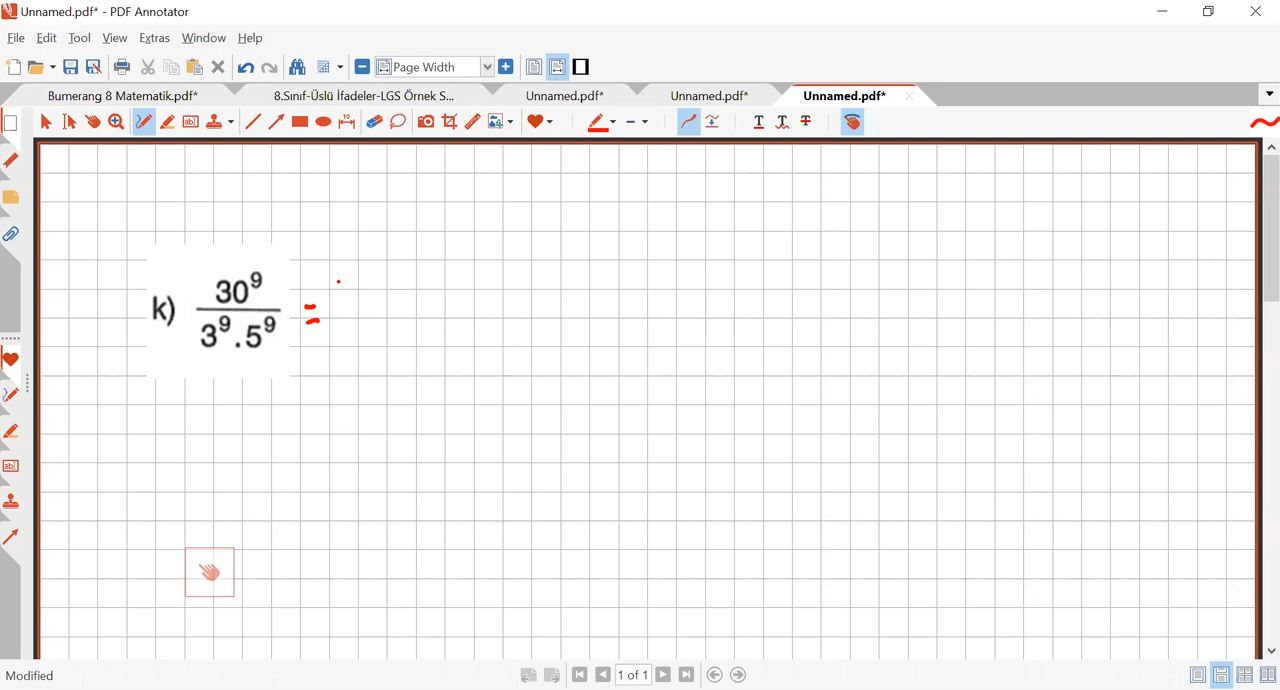 Unnamed.pdf* - PDF Annotator
File Edit Tool View Extras Window Help
Page Width
Bumerang 8 Matematik.pdf* 8.Sınıf-Üslü İfadeler-LGS Örnek S... Unnamed.pdf* Unnamed.pdf* Unnamed.pdf*
k) 30⁹
3⁹ . 5⁹ =
Modified 1 of 1